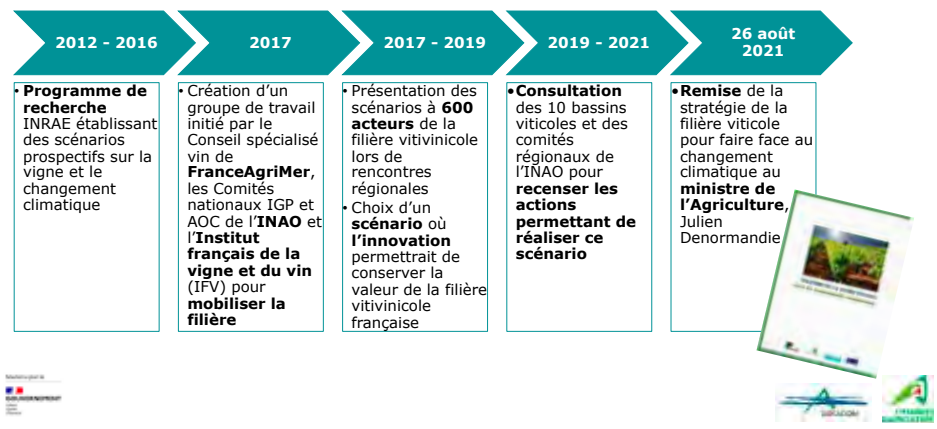 2012 - 2016
2017
2017 - 2019
2019 - 2021
26 août
2021
• Programme de
recherche
INRAE établissant
des scénarios
prospectifs sur la
vigne et le
changement
climatique
• Création d’un
groupe de travail
initié par le
Conseil spécialisé
vin de
FranceAgriMer,
les Comités
nationaux IGP et
AOC de l’INAO et
l’Institut
français de la
vigne et du vin
(IFV) pour
mobiliser la
filière
• Présentation des
scénarios à 600
acteurs de la
filière vitivinicole
lors de
rencontres
régionales
• Choix d’un
scénario où
l’innovation
permettrait de
conserver la
valeur de la filière
vitivinicole
française
•Consultation
des 10 bassins
viticoles et des
comités
régionaux de
l’INAO pour
recenser les
actions
permettant de
réaliser ce
scénario
•Remise de la
stratégie de la
filière viticole
pour faire face au
changement
climatique au
ministre de
l’Agriculture,
Julien
Denormandie
GOUVERNEMENT